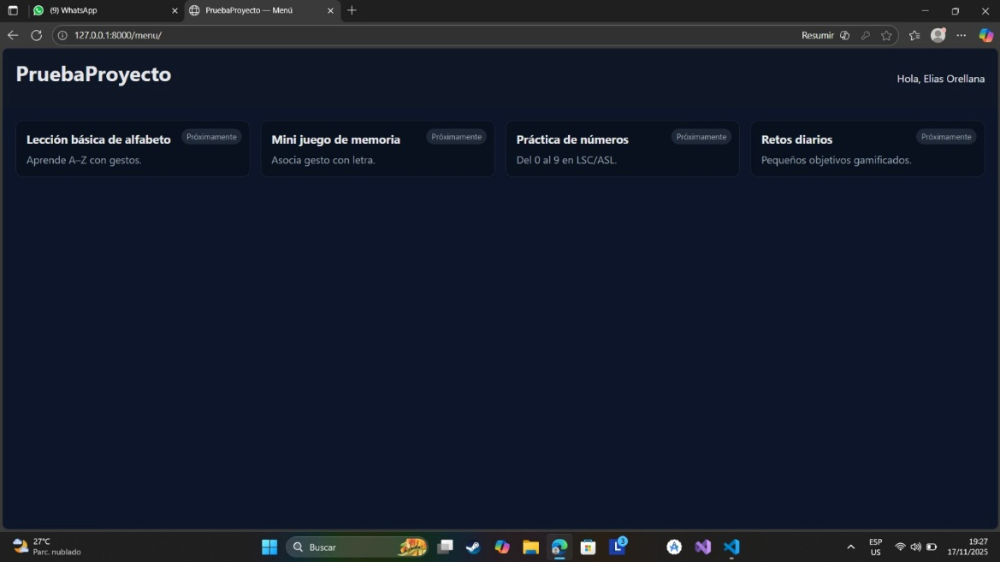 (9) WhatsApp
PruebaProyecto — Menú
127.0.0.1:8000/menu/
Resumir
PruebaProyecto
Hola, Elias Orellana
Lección básica de alfabeto
Próximamente
Aprende A–Z con gestos.
Mini juego de memoria
Próximamente
Asocia gesto con letra.
Práctica de números
Próximamente
Del 0 al 9 en LSC/ASL.
Retos diarios
Próximamente
Pequeños objetivos gamificados.
27°C
Parc. nublado
Buscar
L
3
ESP
US
19:27
17/11/2025